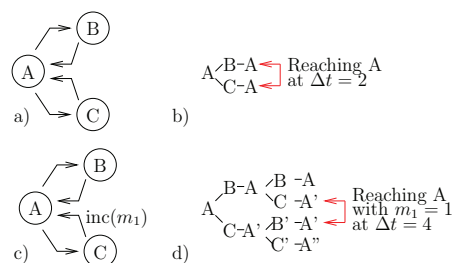 B
A
C
a)
B-A
A
C-A
Reaching A
at Δt = 2
b)
B
A
inc(m₁)
C
c)
B -A
B-A
C -A'
A
B' -A'
C-A'
C' -A"
Reaching A
with m₁ = 1
at Δt = 4
d)